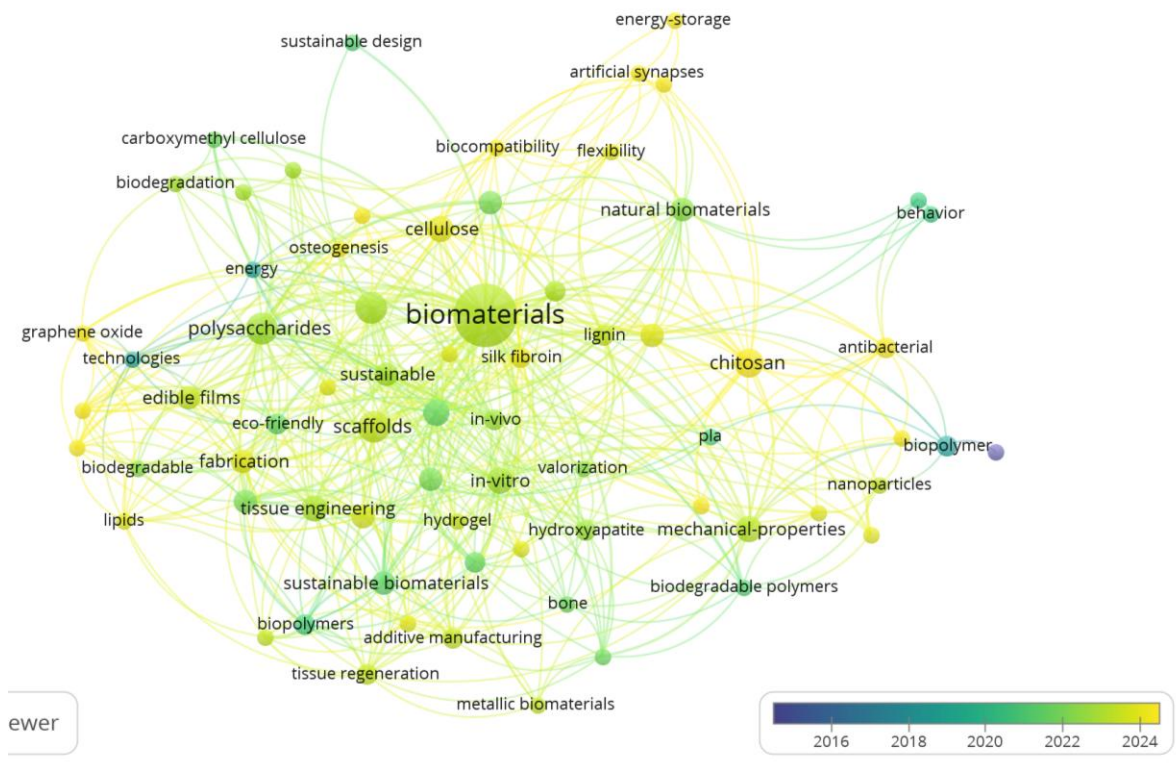 energy-storage
sustainable design
artificial synapses
carboxymethyl cellulose
biocompatibility
flexibility
biodegradation
natural biomaterials
behavior
cellulose
osteogenesis
energy
biomaterials
graphene oxide
polysaccharides
lignin
antibacterial
technologies
silk fibroin
chitosan
sustainable
edible films
eco-friendly
scaffolds
in-vivo
pla
biopolymer
biodegradable
fabrication
valorization
in-vitro
nanoparticles
lipids
tissue engineering
hydrogel
hydroxyapatite
mechanical-properties
sustainable biomaterials
biodegradable polymers
bone
biopolymers
additive manufacturing
tissue regeneration
metallic biomaterials
ewer
2016
2018
2020
2022
2024